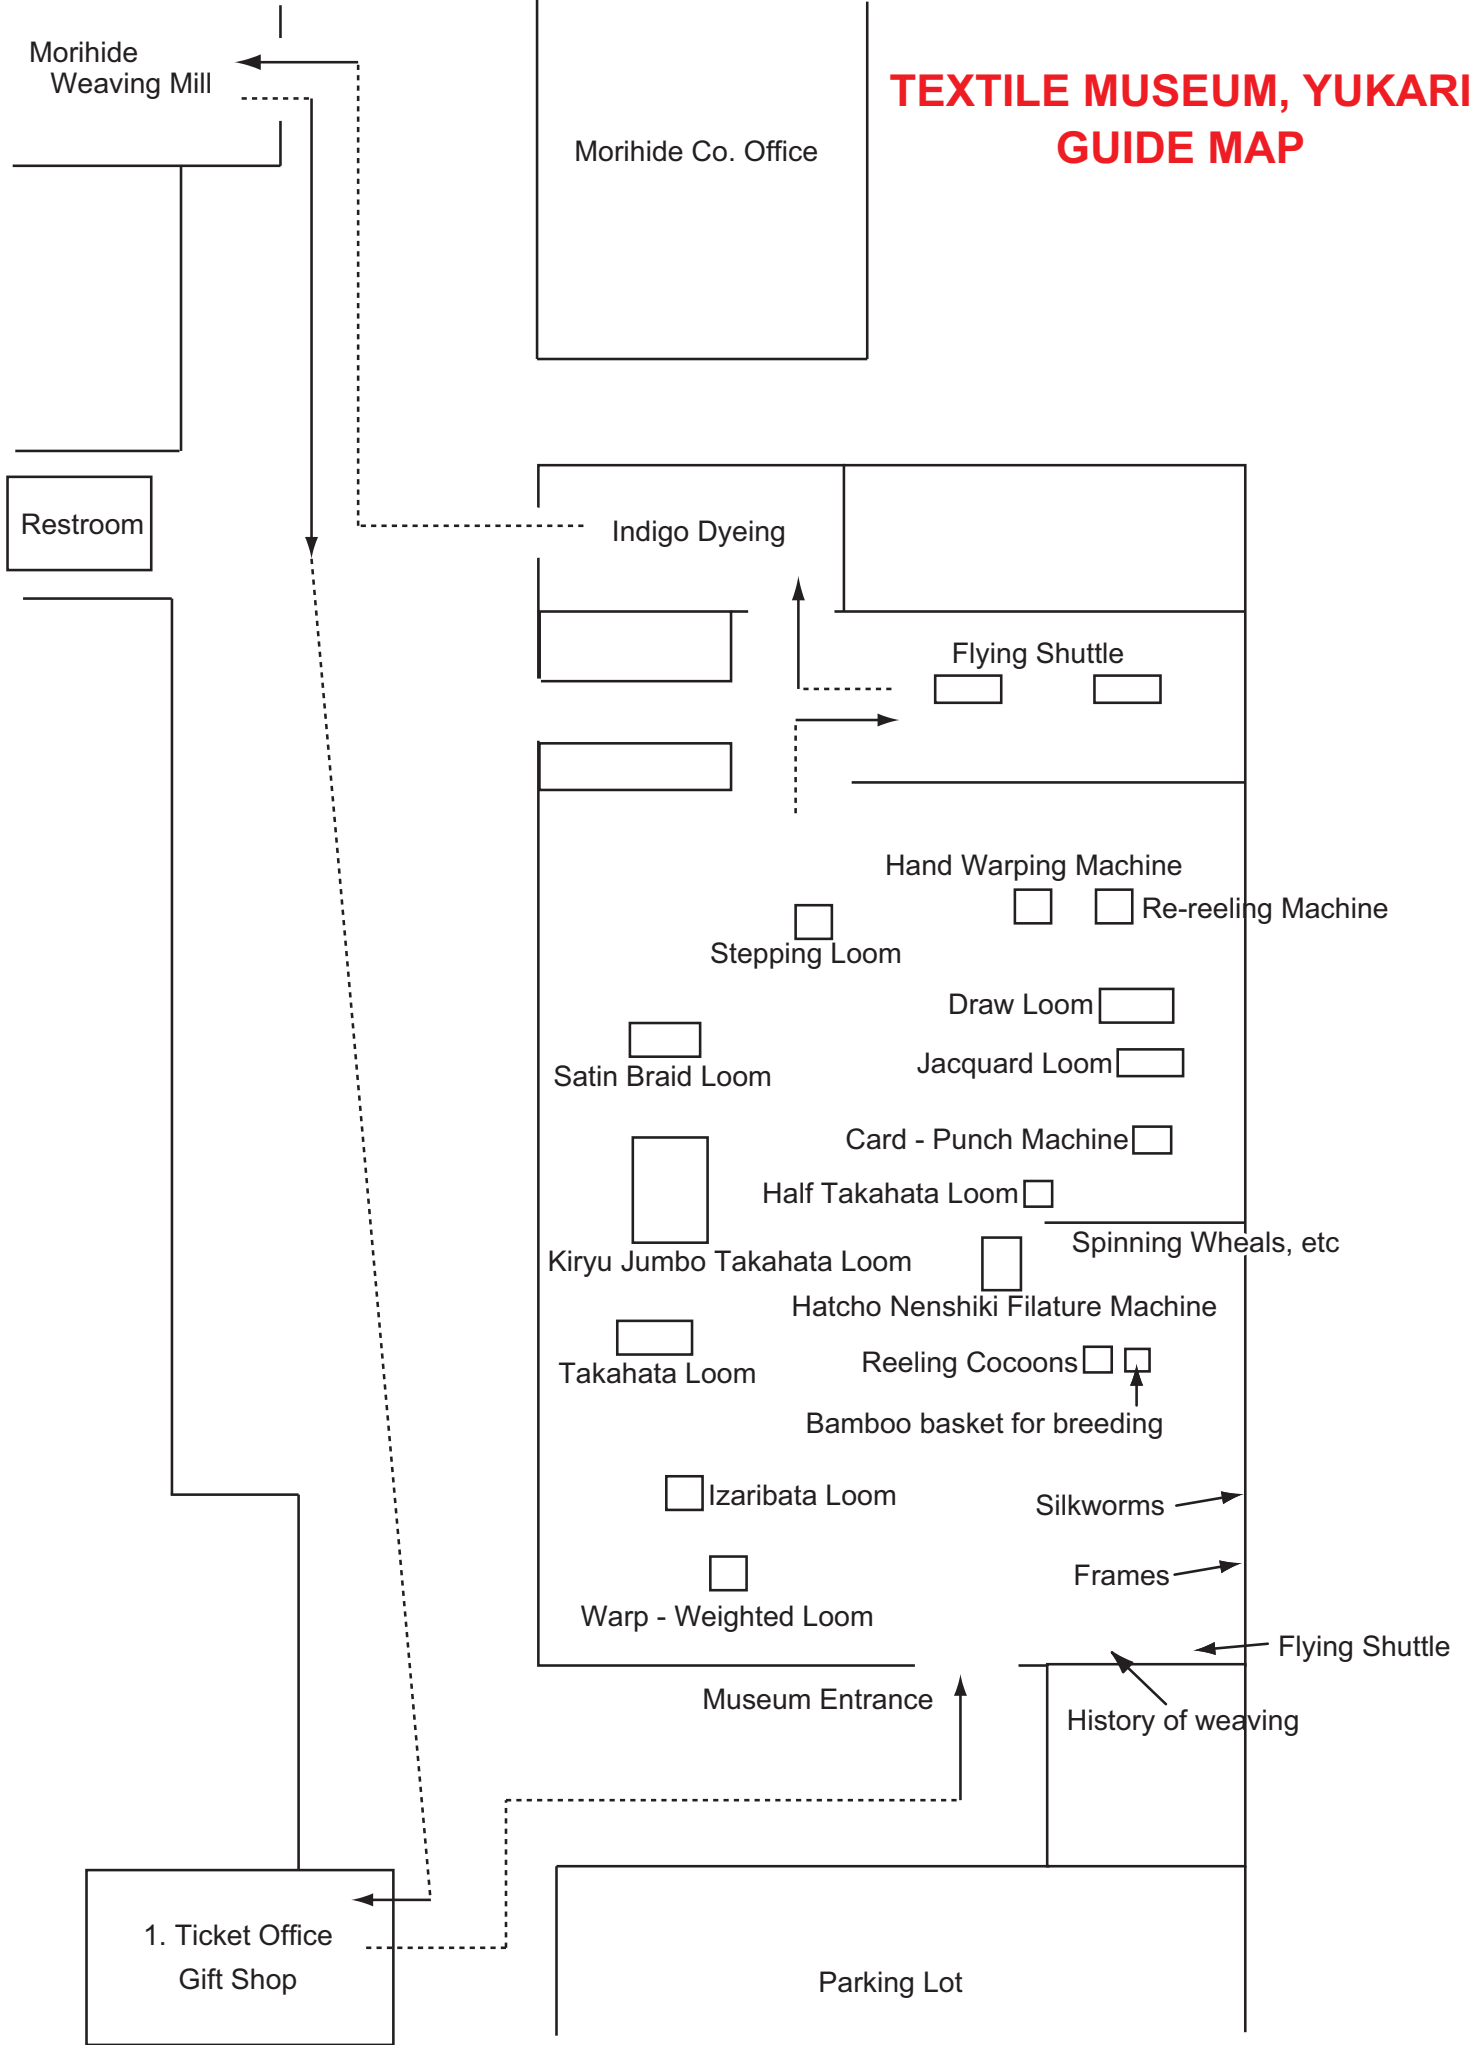 Morihide
Weaving Mill
TEXTILE MUSEUM, YUKARI
GUIDE MAP
Morihide Co. Office
Restroom
Indigo Dyeing
Flying Shuttle
Hand Warping Machine
Re-reeling Machine
Stepping Loom
Draw Loom
Satin Braid Loom
Jacquard Loom
Card - Punch Machine
Half Takahata Loom
Spinning Wheals, etc
Kiryu Jumbo Takahata Loom
Hatcho Nenshiki Filature Machine
Takahata Loom
Reeling Cocoons
Bamboo basket for breeding
Izaribata Loom
Silkworms
Frames
Warp - Weighted Loom
Flying Shuttle
Museum Entrance
History of weaving
1. Ticket Office
Gift Shop
Parking Lot